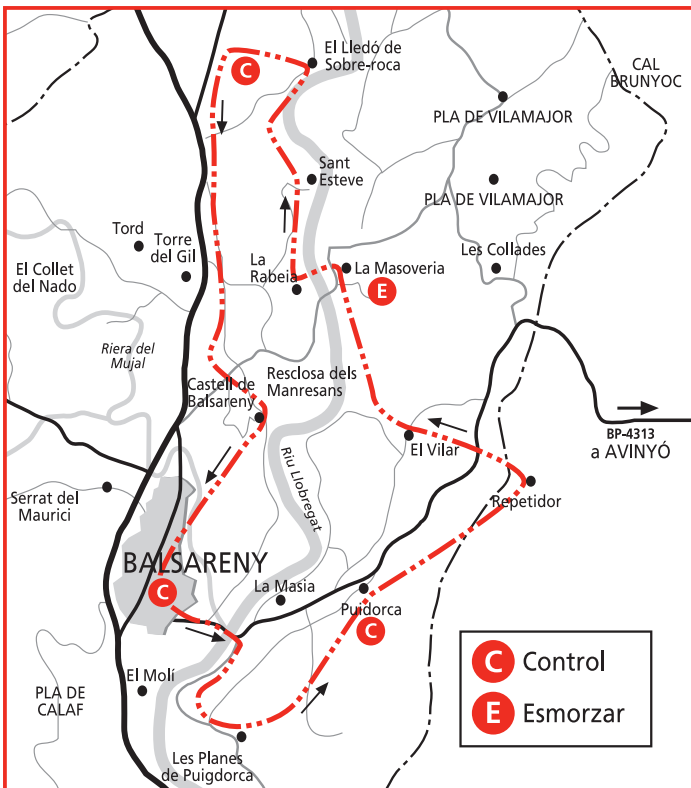 El Lledó de
Sobre-roca
C
CAL
BRUNYOC
PLA DE VILAMAJOR
Sant
Esteve
PLA DE VILAMAJOR
Tord
Torre
del Gil
La
Rabeia
La Masoveria
E
Les Collades
El Collet
del Nado
Riera del
Mujal
Resclosa dels
Manresans
Castell de
Balsareny
El Vilar
BP-4313
a AVINYÓ
Riu Llobregat
Serrat del
Maurici
Repetidor
BALSARENY
C
La Masia
Puidorca
C
El Molí
PLA DE
CALAF
Les Planes
de Puigdorca
C Control
E Esmorzar